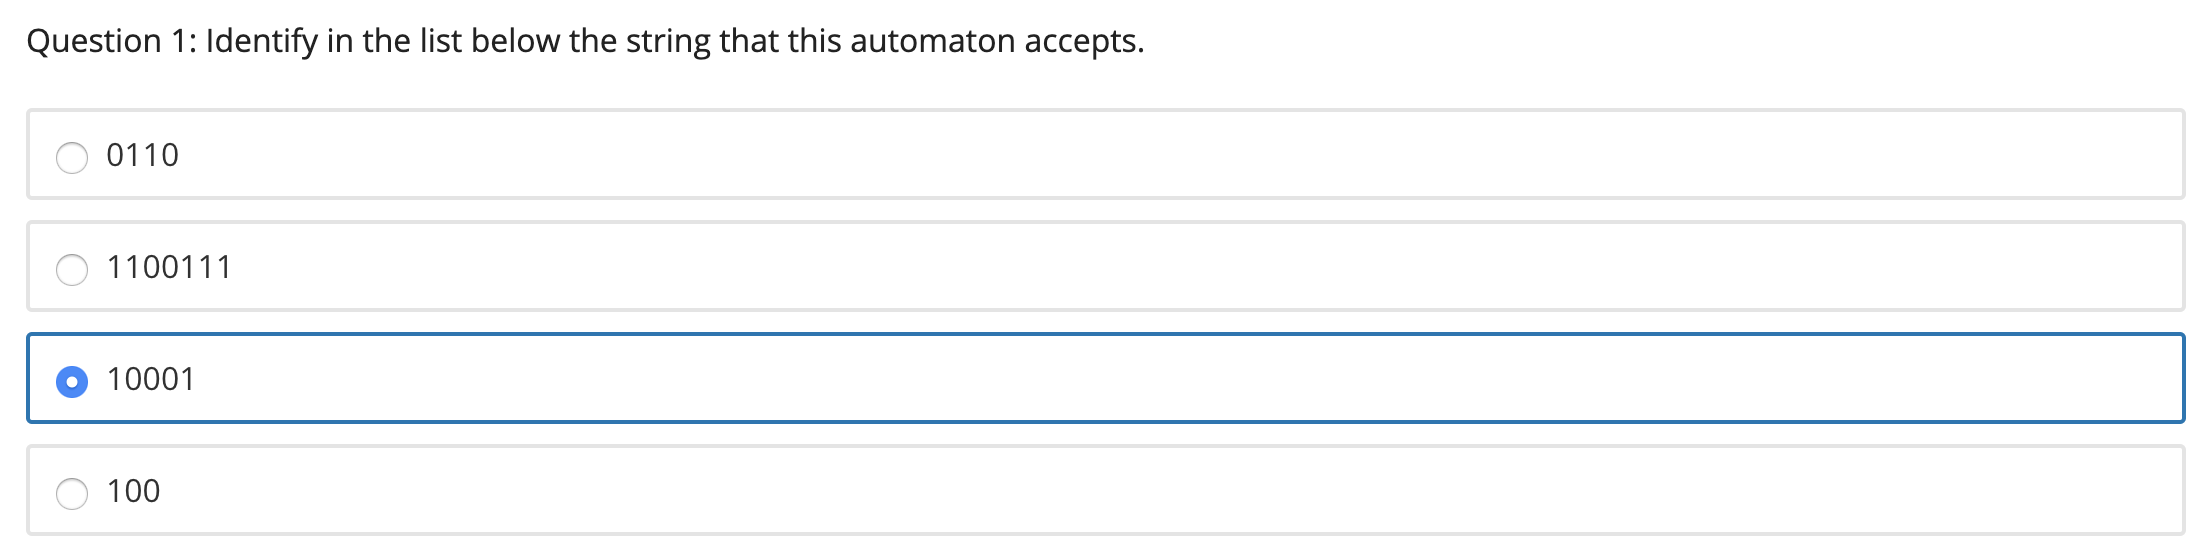 Question 1: Identify in the list below the string that this automaton accepts.
0110
1100111
10001
100